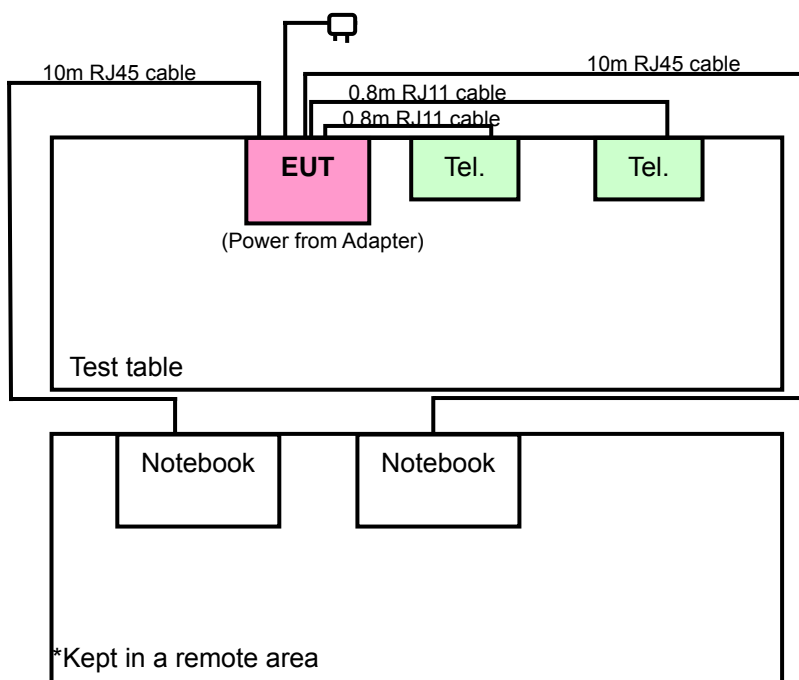 10m RJ45 cable
10m RJ45 cable
0.8m RJ11 cable
0.8m RJ11 cable
EUT
Tel.
Tel.
(Power from Adapter)
Test table
Notebook
Notebook
*Kept in a remote area